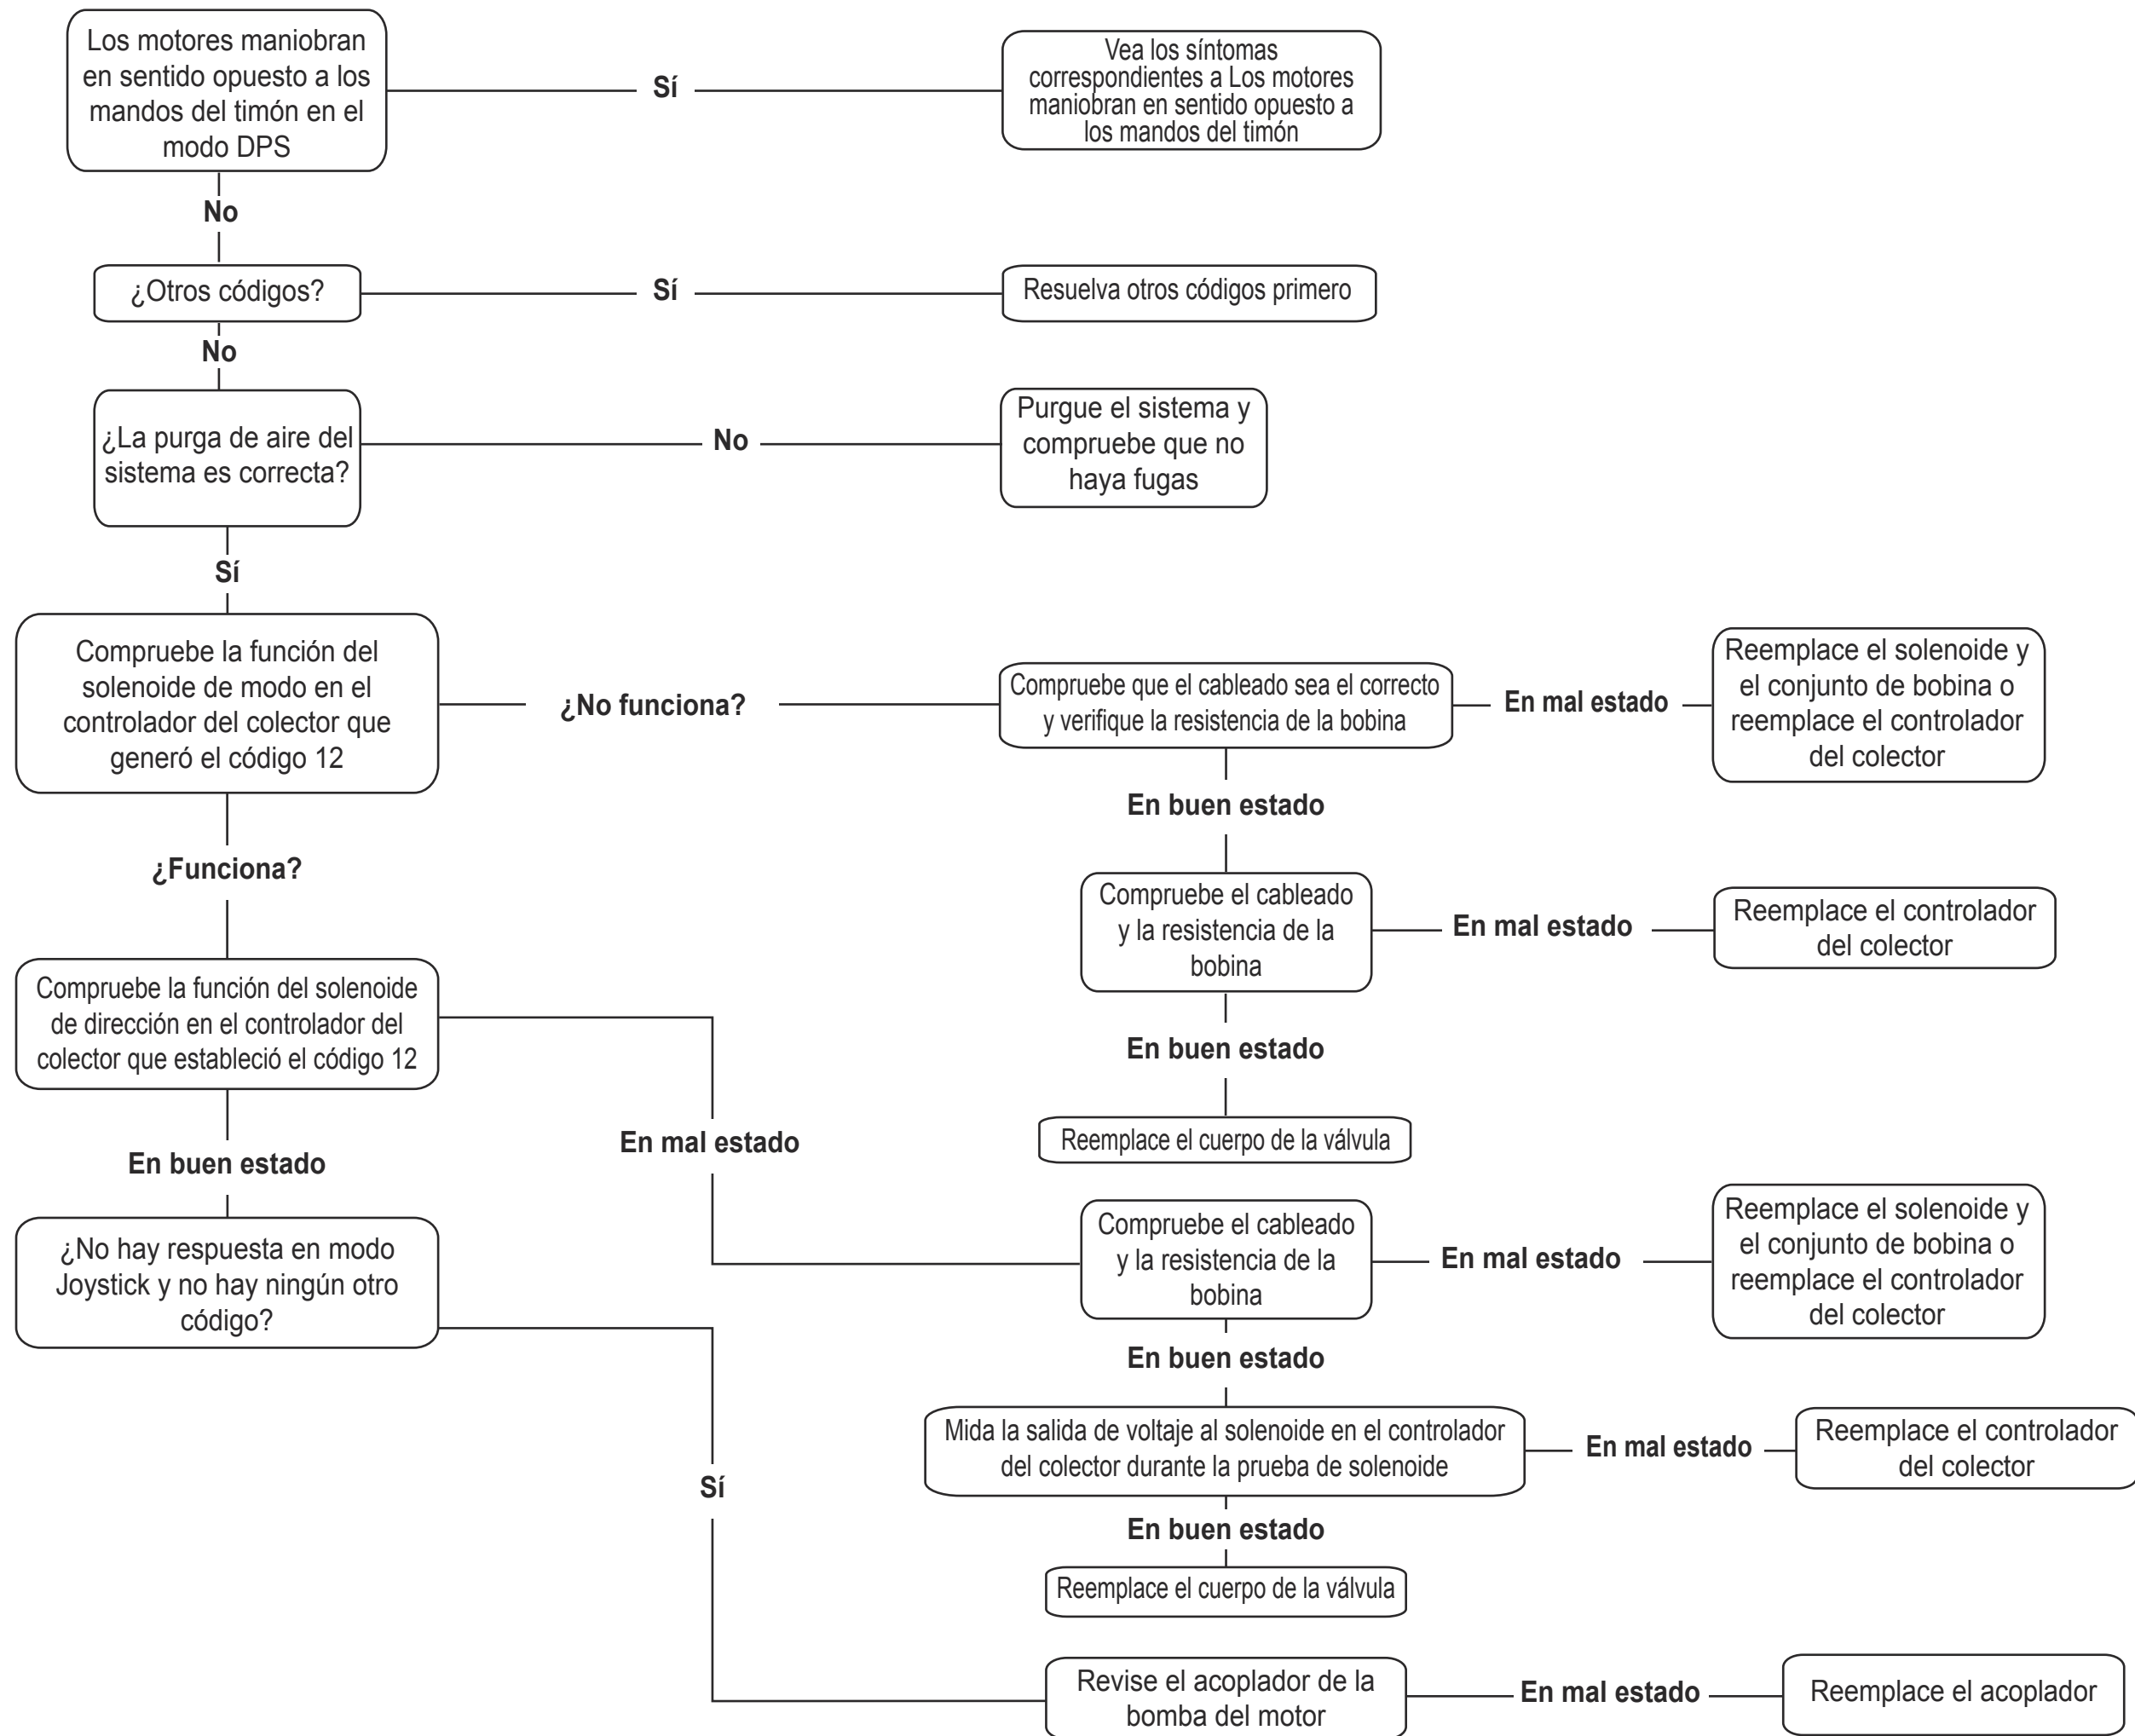 Los motores maniobran
en sentido opuesto a los
mandos del timón en el
modo DPS
Sí
Vea los síntomas
correspondientes a Los motores
maniobran en sentido opuesto a
los mandos del timón
No
¿Otros códigos?
Sí
Resuelva otros códigos primero
No
¿La purga de aire del
sistema es correcta?
No
Purgue el sistema y
compruebe que no
haya fugas
Sí
Compruebe la función del
solenoide de modo en el
controlador del colector que
generó el código 12
¿No funciona?
Compruebe que el cableado sea el correcto
y verifique la resistencia de la bobina
En mal estado
Reemplace el solenoide y
el conjunto de bobina o
reemplace el controlador
del colector
En buen estado
¿Funciona?
Compruebe el cableado
y la resistencia de la
bobina
En mal estado
Reemplace el controlador
del colector
Compruebe la función del solenoide
de dirección en el controlador del
colector que estableció el código 12
En buen estado
En mal estado
Reemplace el cuerpo de la válvula
En buen estado
¿No hay respuesta en modo
Joystick y no hay ningún otro
código?
Compruebe el cableado
y la resistencia de la
bobina
En mal estado
Reemplace el solenoide y
el conjunto de bobina o
reemplace el controlador
del colector
En buen estado
Mida la salida de voltaje al solenoide en el controlador
del colector durante la prueba de solenoide
En mal estado
Reemplace el controlador
del colector
Sí
En buen estado
Reemplace el cuerpo de la válvula
Revise el acoplador de la
bomba del motor
En mal estado
Reemplace el acoplador